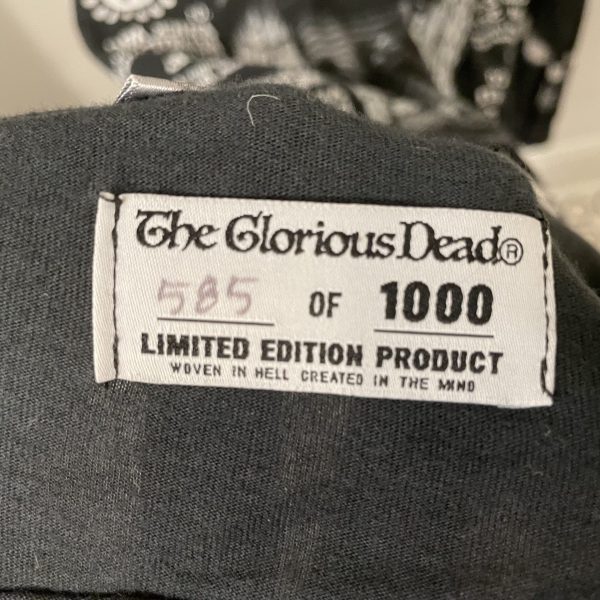 The Glorious Dead®
585 OF 1000
LIMITED EDITION PRODUCT
WOVEN IN HELL CREATED IN THE MIND